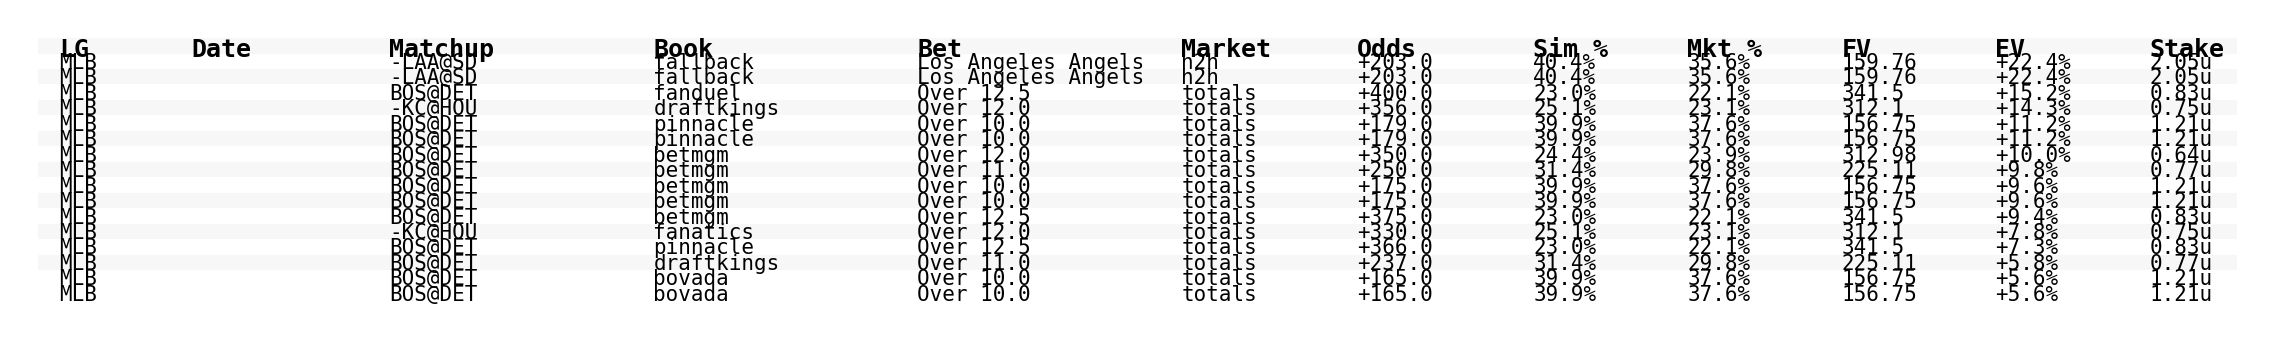 LG Date Matchup Book Bet Market Odds Sim % Mkt % FV EV Stake
MLB -LAA@SD fallback Los Angeles Angels h2h +203.0 40.4% 35.6% 159.76 +22.4% 2.05u
MLB -LAA@SD fallback Los Angeles Angels h2h +203.0 40.4% 35.6% 159.76 +22.4% 2.05u
MLB BOS@DET fanduel Over 12.5 totals +400.0 23.0% 22.1% 341.5 +15.2% 0.83u
MLB -KC@HOU draftkings Over 12.0 totals +356.0 25.1% 23.1% 312.1 +14.3% 0.75u
MLB BOS@DET pinnacle Over 10.0 totals +179.0 39.9% 37.6% 156.75 +11.2% 1.21u
MLB BOS@DET pinnacle Over 10.0 totals +179.0 39.9% 37.6% 156.75 +11.2% 1.21u
MLB BOS@DET betmgm Over 12.0 totals +350.0 24.4% 23.9% 312.98 +10.0% 0.64u
MLB BOS@DET betmgm Over 11.0 totals +250.0 31.4% 29.8% 225.11 +9.8% 0.77u
MLB BOS@DET betmgm Over 10.0 totals +175.0 39.9% 37.6% 156.75 +9.6% 1.21u
MLB BOS@DET betmgm Over 10.0 totals +175.0 39.9% 37.6% 156.75 +9.6% 1.21u
MLB BOS@DET betmgm Over 12.5 totals +375.0 23.0% 22.1% 341.5 +9.4% 0.83u
MLB -KC@HOU fanatics Over 12.0 totals +330.0 25.1% 23.1% 312.1 +7.8% 0.75u
MLB BOS@DET pinnacle Over 12.5 totals +366.0 23.0% 22.1% 341.5 +7.3% 0.83u
MLB BOS@DET draftkings Over 11.0 totals +237.0 31.4% 29.8% 225.11 +5.8% 0.77u
MLB BOS@DET bovada Over 10.0 totals +165.0 39.9% 37.6% 156.75 +5.6% 1.21u
MLB BOS@DET bovada Over 10.0 totals +165.0 39.9% 37.6% 156.75 +5.6% 1.21u